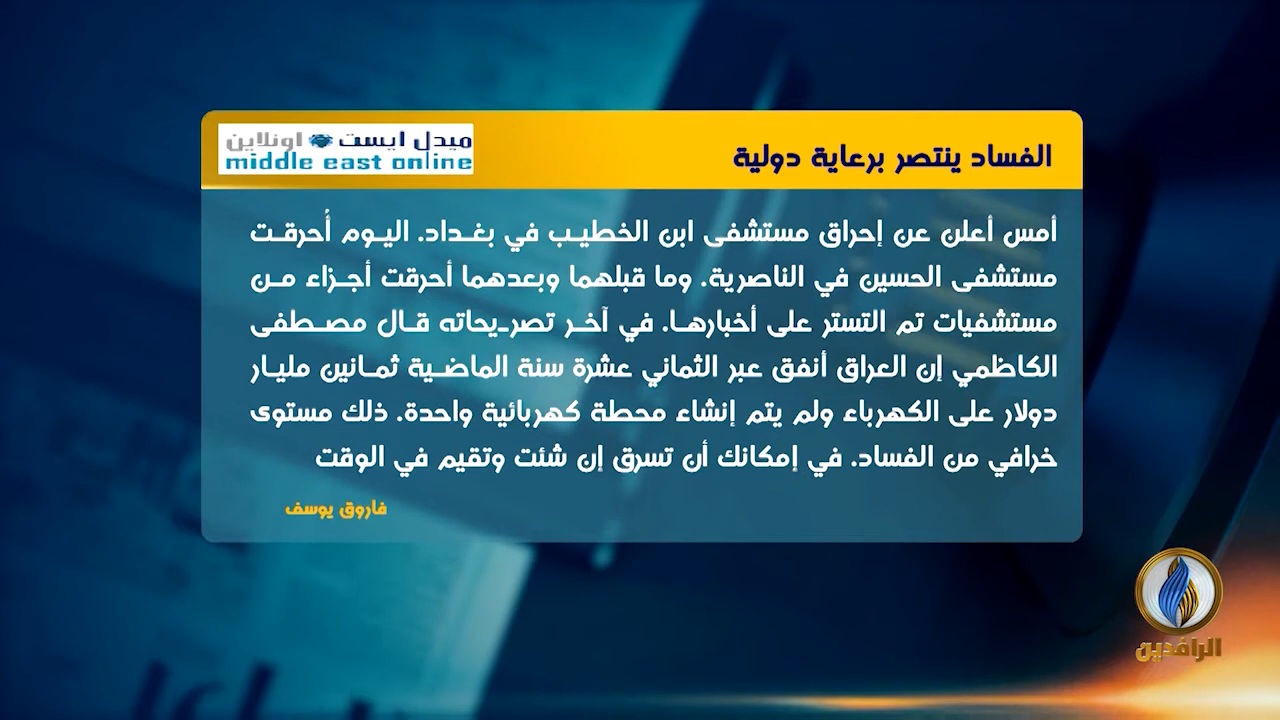 الفساد ينتصر برعاية دولية
ميدل ايست اونلاين
middle east online
أمس أعلن عن إحراق مستشفى ابن الخطيب في بغداد. اليوم أُحرقت
مستشفى الحسين في الناصرية. وما قبلهما وبعدهما أحرقت أجزاء من
مستشفيات تم التستر على أخبارها. في آخر تصريحاته قال مصطفى
الكاظمي إن العراق أنفق عبر الثماني عشرة سنة الماضية ثمانين مليار
دولار على الكهرباء ولم يتم إنشاء محطة كهربائية واحدة. ذلك مستوى
خرافي من الفساد. في إمكانك أن تسرق إن شئت وتقيم في الوقت
فاروق يوسف
الرافدين